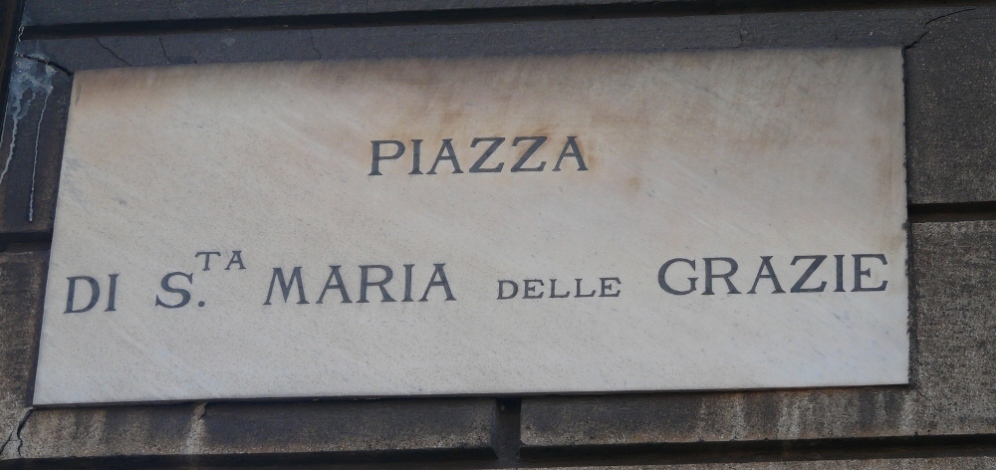 PIAZZA
DI S.TA MARIA DELLE GRAZIE